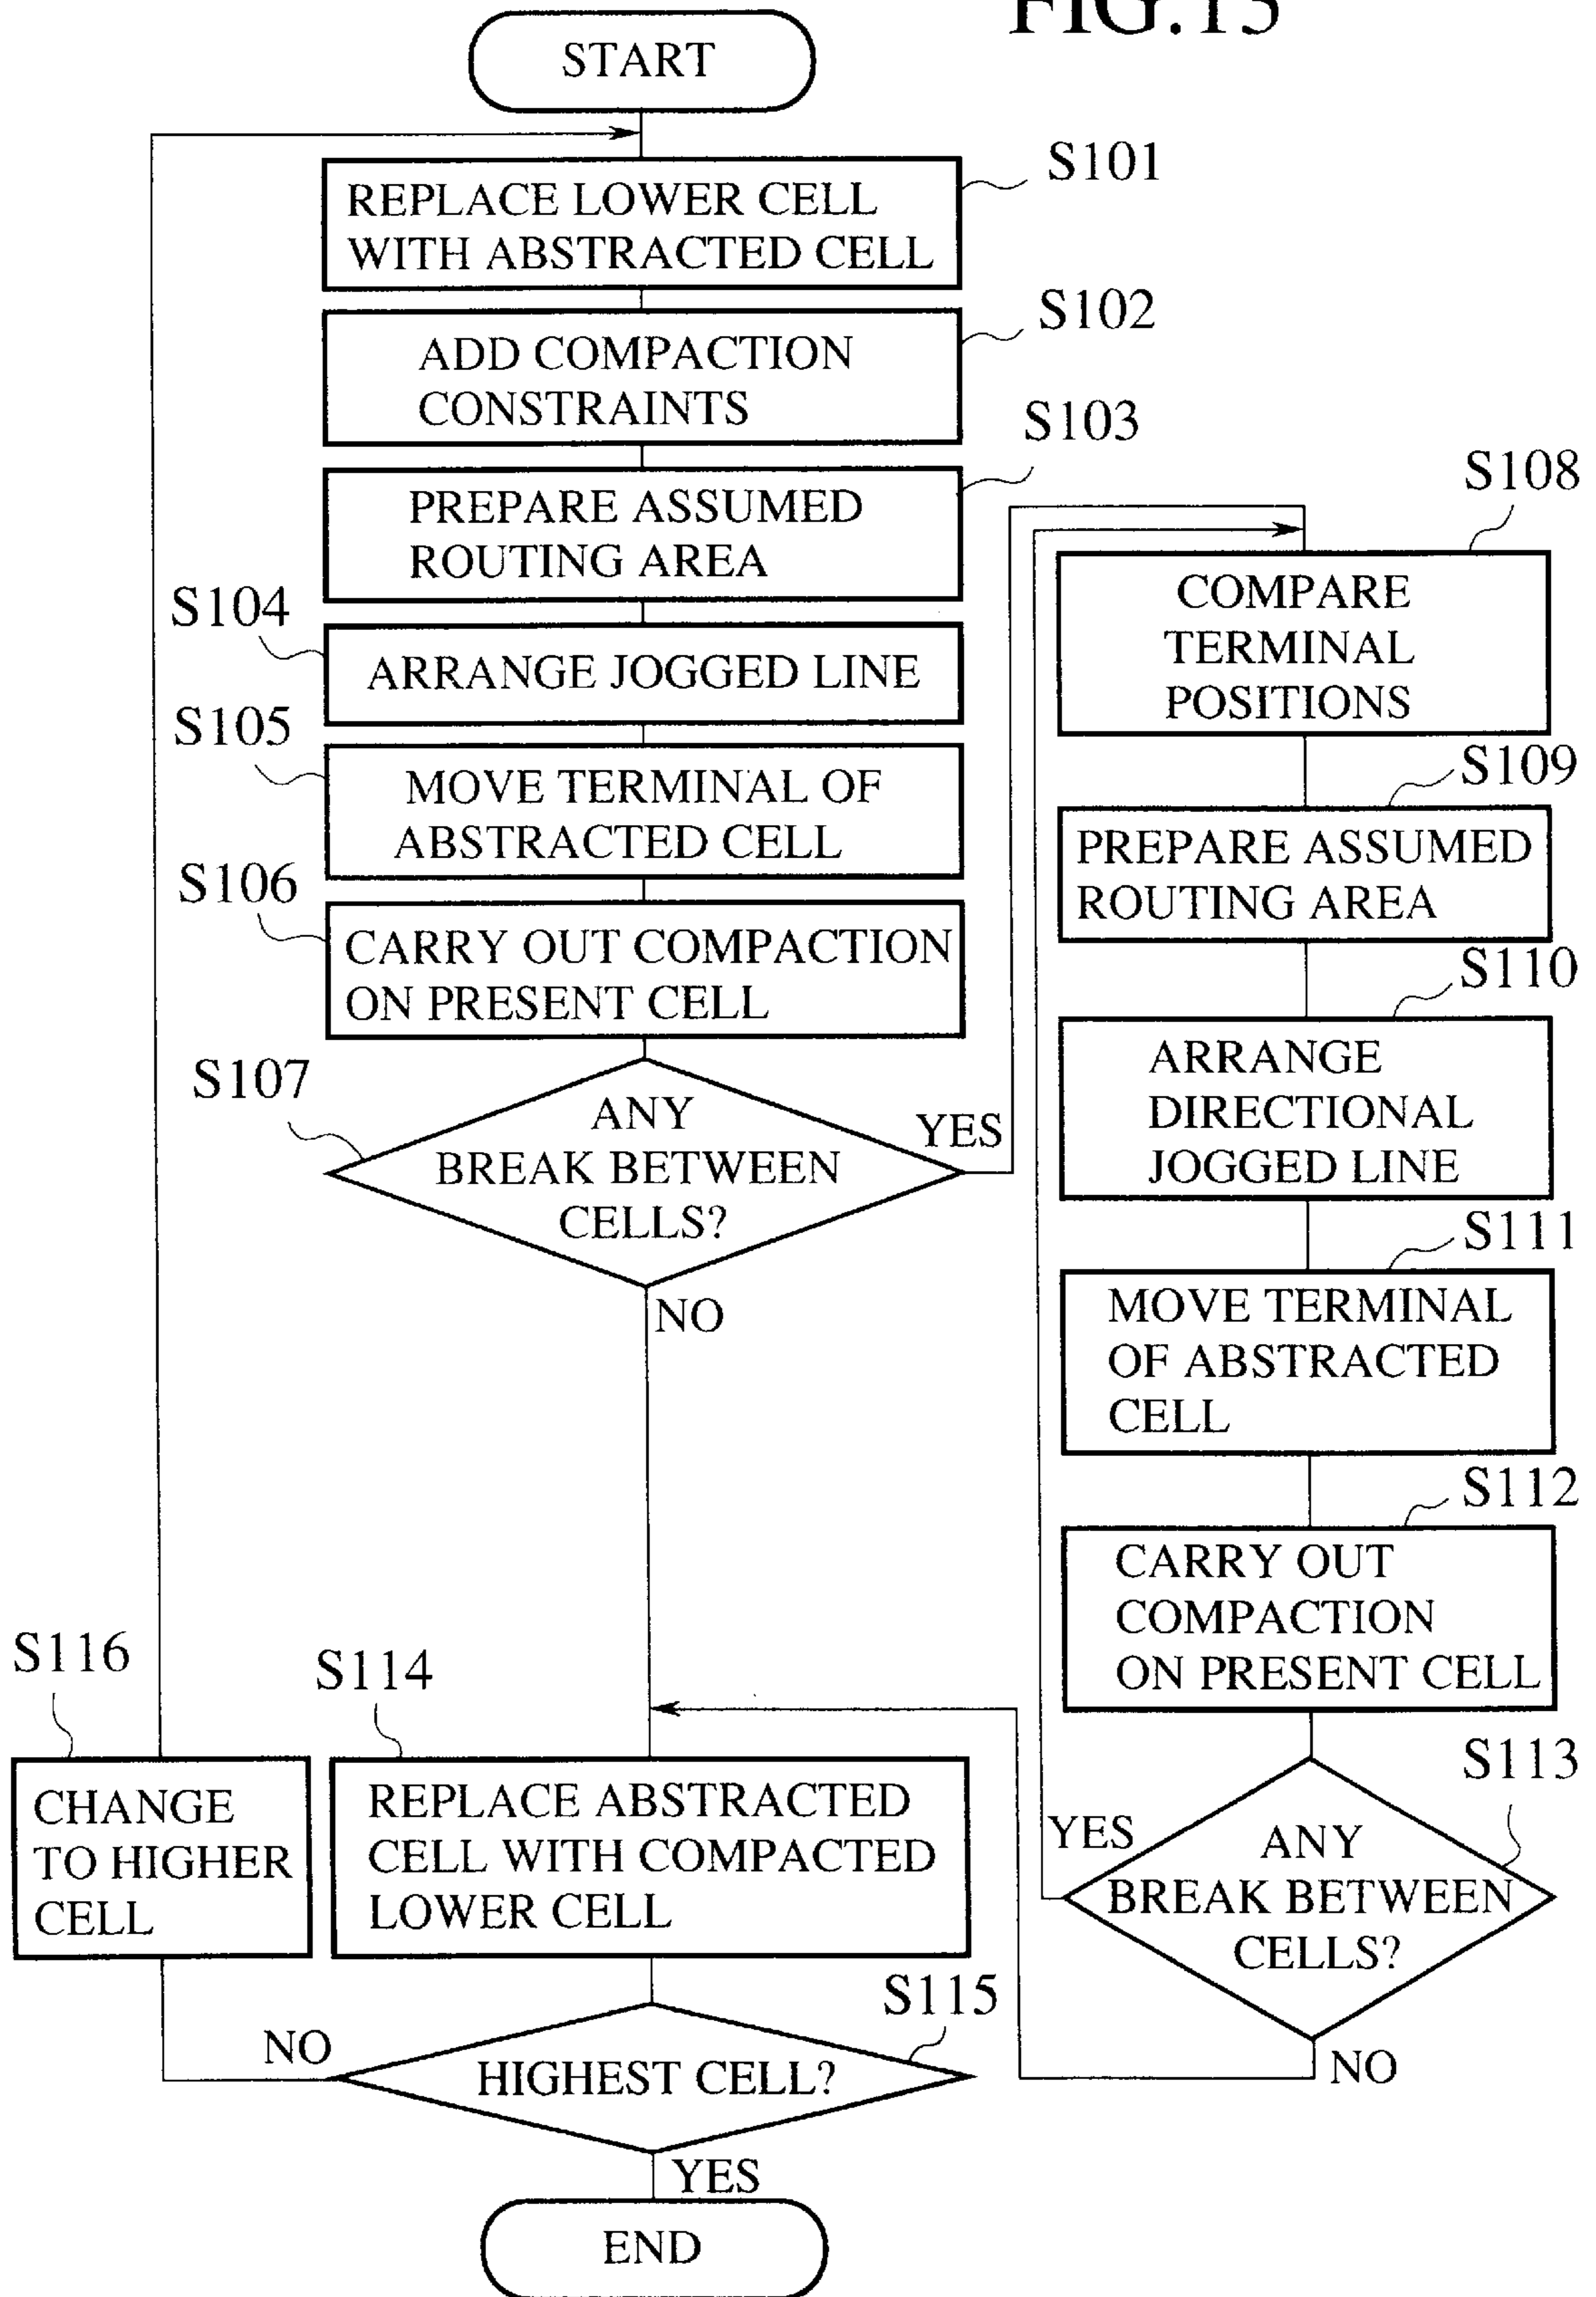 FIG.15
START
S101
REPLACE LOWER CELL
WITH ABSTRACTED CELL
S102
ADD COMPACTION
CONSTRAINTS
S103
PREPARE ASSUMED
ROUTING AREA
S104
ARRANGE JOGGED LINE
S105
MOVE TERMINAL OF
ABSTRACTED CELL
S106
CARRY OUT COMPACTION
ON PRESENT CELL
S107
ANY
BREAK BETWEEN
CELLS?
YES
NO
S108
COMPARE
TERMINAL
POSITIONS
S109
PREPARE ASSUMED
ROUTING AREA
S110
ARRANGE
DIRECTIONAL
JOGGED LINE
S111
MOVE TERMINAL
OF ABSTRACTED
CELL
S112
CARRY OUT
COMPACTION
ON PRESENT CELL
S113
ANY
BREAK BETWEEN
CELLS?
YES
NO
S114
REPLACE ABSTRACTED
CELL WITH COMPACTED
LOWER CELL
S115
HIGHEST CELL?
NO
YES
S116
CHANGE
TO HIGHER
CELL
END